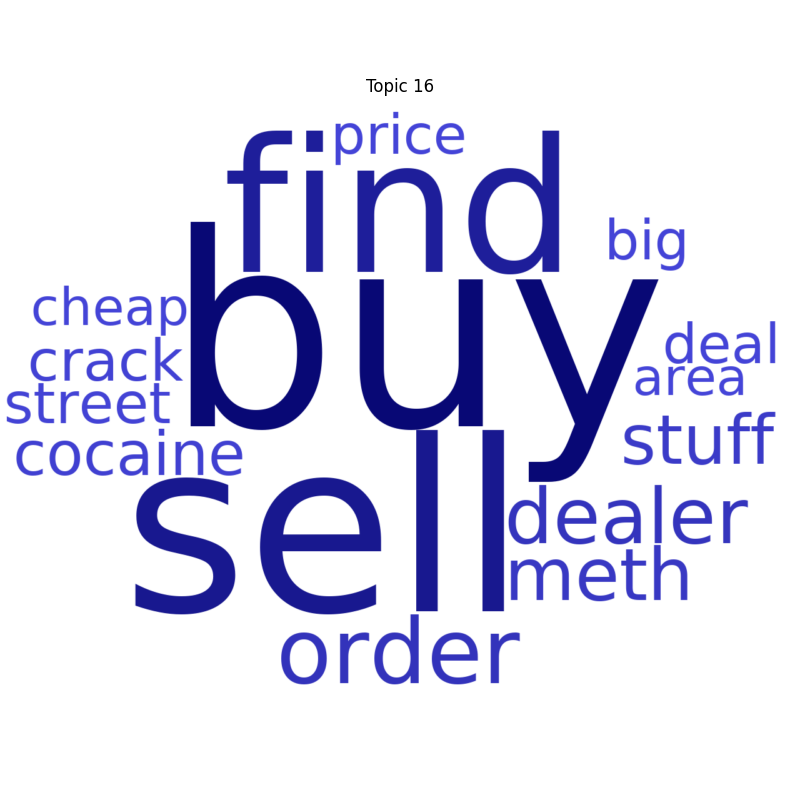 Topic 16
price
find
big
buy
cheap
deal
crack
area
street
stuff
cocaine
sell
dealer
meth
order